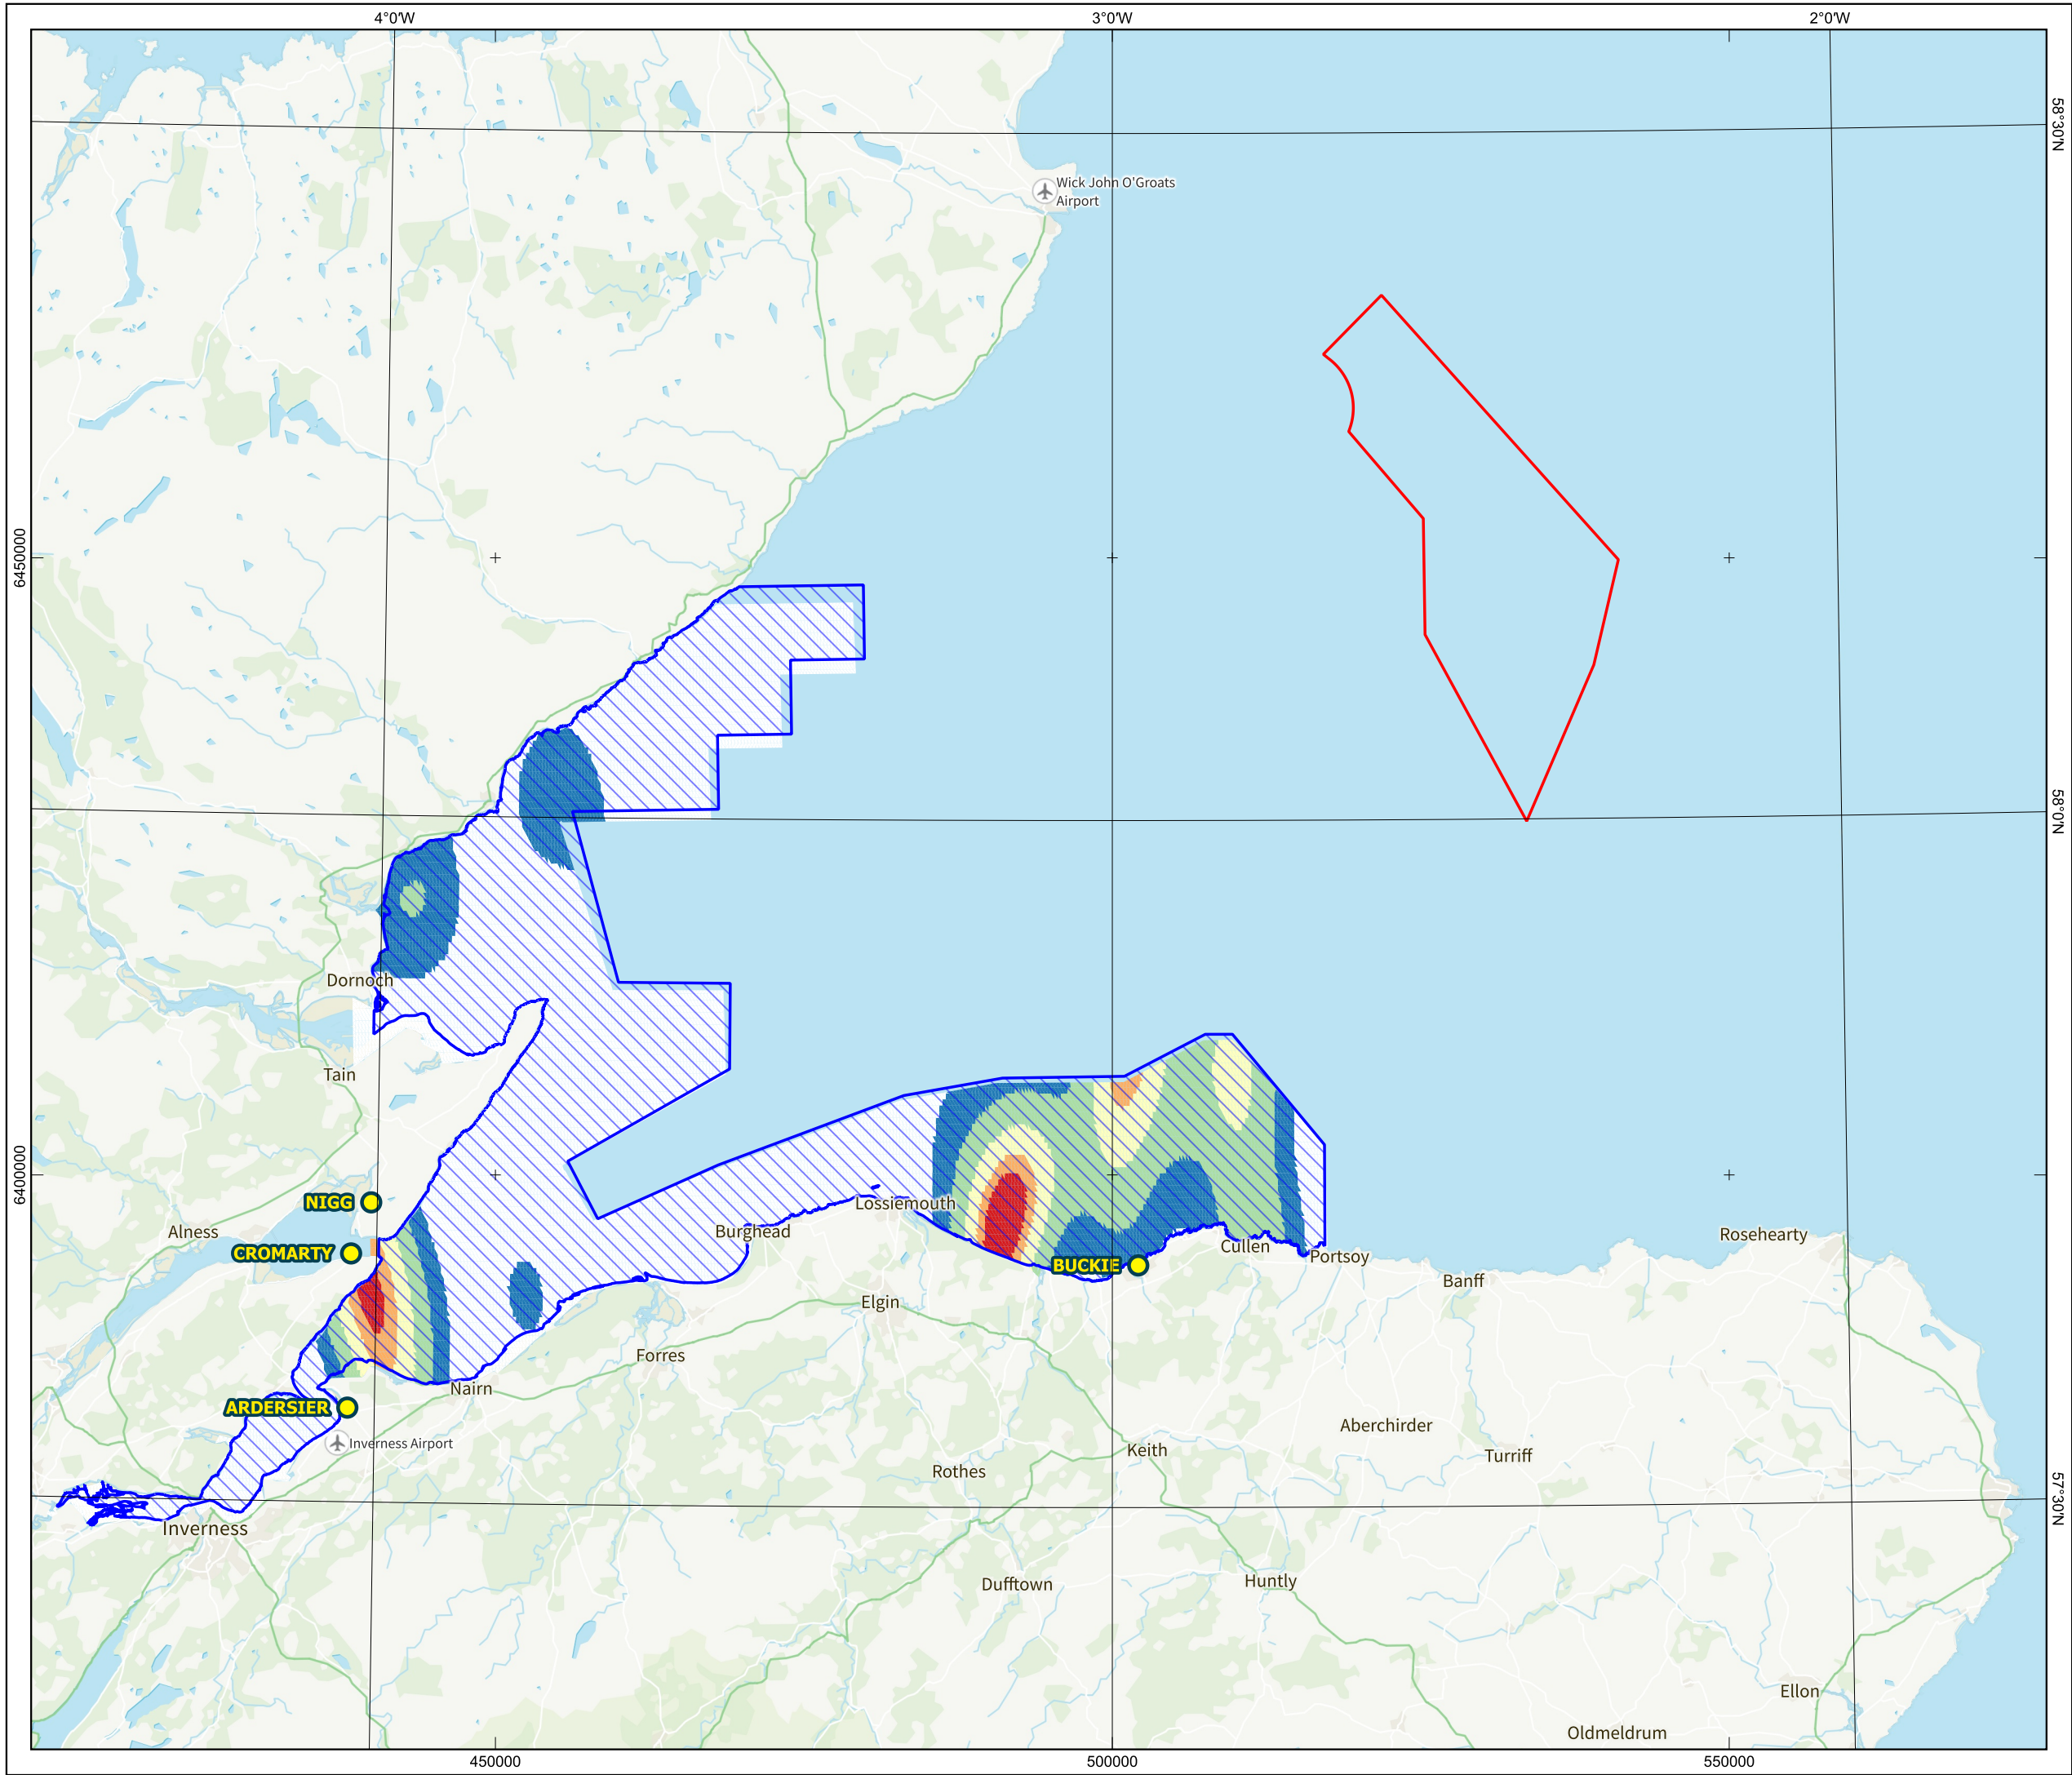 4°0'W
3°0'W
2°0'W
58°30'N
Wick John O'Groats
Airport
6450000
58°0'N
Dornoch
Tain
6400000
NIGG
Lossiemouth
Alness
Burghead
Rosehearty
CROMARTY
Cullen
Portsoy
BUCKIE
Banff
Elgin
Forres
Nairn
ARDERSIER
Aberchirder
Inverness Airport
Keith
Turriff
Rothes
57°30'N
Inverness
Huntly
Dufftown
Ellon
Oldmeldrum
450000
500000
550000